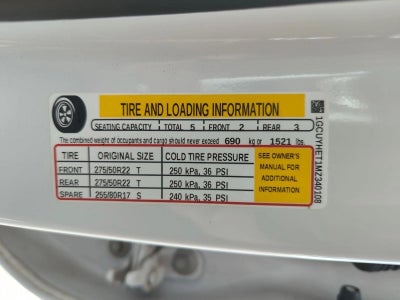 TIRE AND LOADING INFORMATION
SEATING CAPACITY TOTAL 5 FRONT 2 REAR 3
The combined weight of occupants and cargo should never exceed 690 kg or 1521 lbs.
TIRE ORIGINAL SIZE COLD TIRE PRESSURE
FRONT 275/50R22 T 250 kPa, 36 PSI
REAR 275/50R22 T 250 kPa, 36 PSI
SPARE 255/80R17 S 240 kPa, 35 PSI
SEE OWNER'S
MANUAL FOR
ADDITIONAL
INFORMATION
1GCUYHET1MZ340108